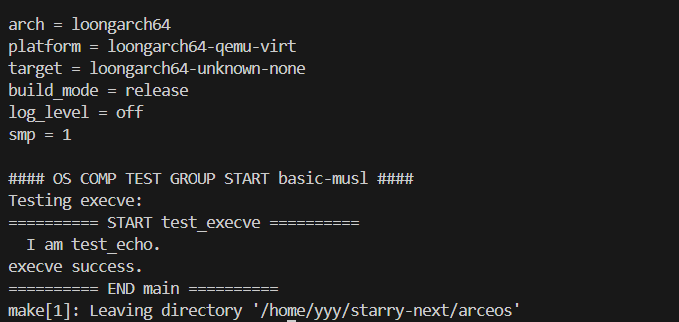 arch = loongarch64
platform = loongarch64-qemu-virt
target = loongarch64-unknown-none
build_mode = release
log_level = off
smp = 1
#### OS COMP TEST GROUP START basic-musl ####
Testing execve:
========== START test_execve ==========
  I am test_echo.
execve success.
========== END main ==========
make[1]: Leaving directory '/home/yyy/starry-next/arceos'